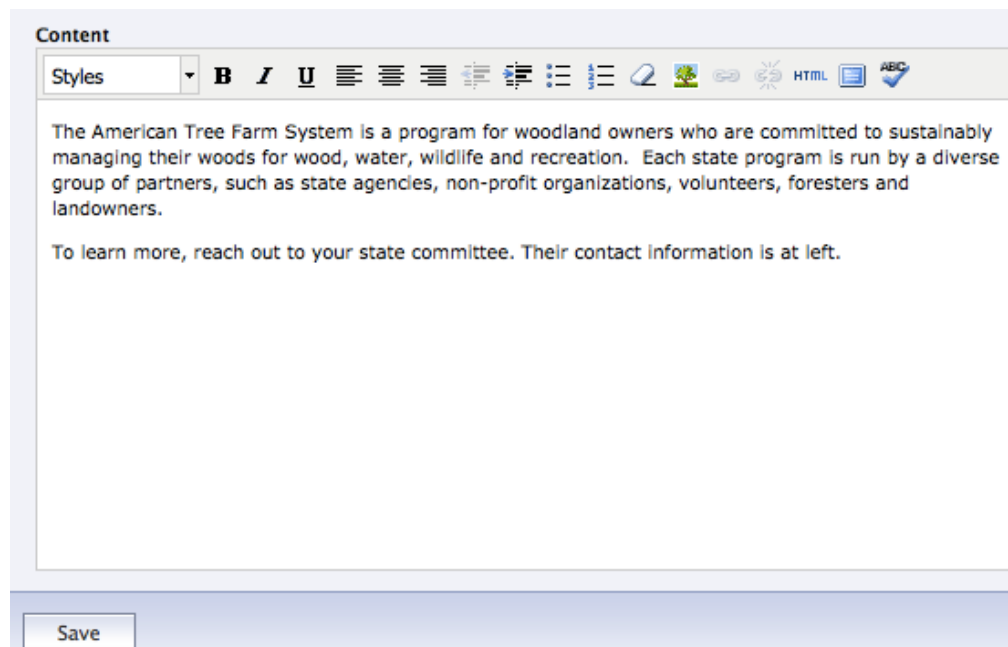 Content
Styles B I U HTML ABC
The American Tree Farm System is a program for woodland owners who are committed to sustainably
managing their woods for wood, water, wildlife and recreation.  Each state program is run by a diverse
group of partners, such as state agencies, non-profit organizations, volunteers, foresters and
landowners.
To learn more, reach out to your state committee. Their contact information is at left.
Save